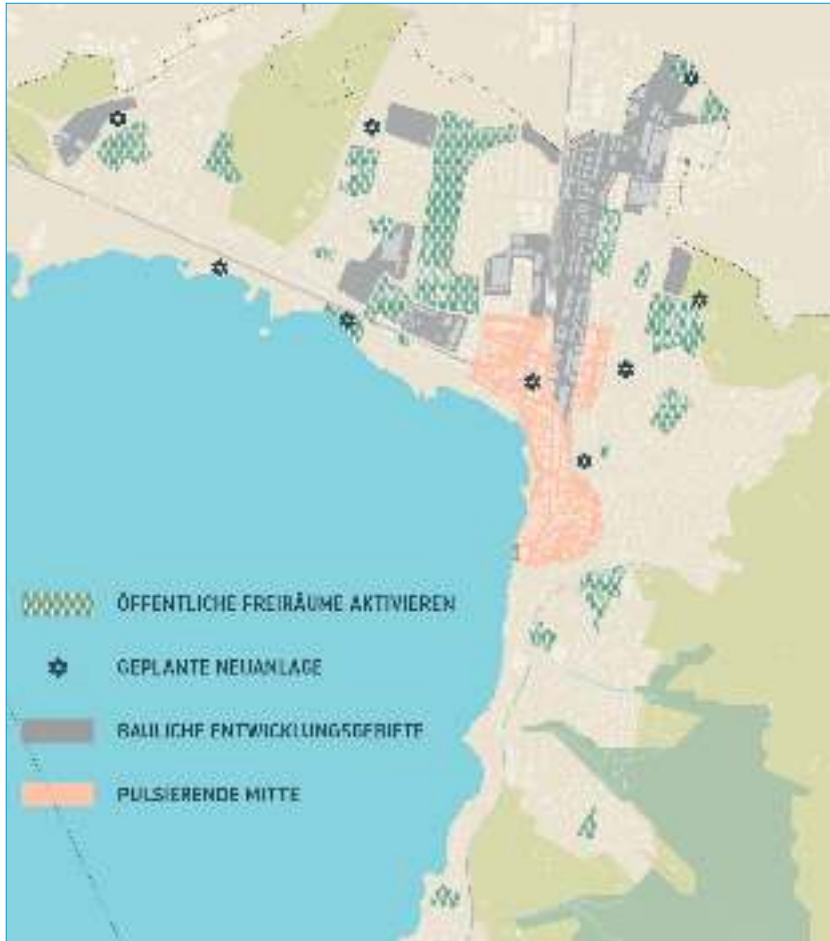 ÖFFENTLICHE FREIRÄUME AKTIVIEREN
GEPLANTE NEUANLAGE
BAULICHE ENTWICKLUNGSGEBIETE
PULSIERENDE MITTE